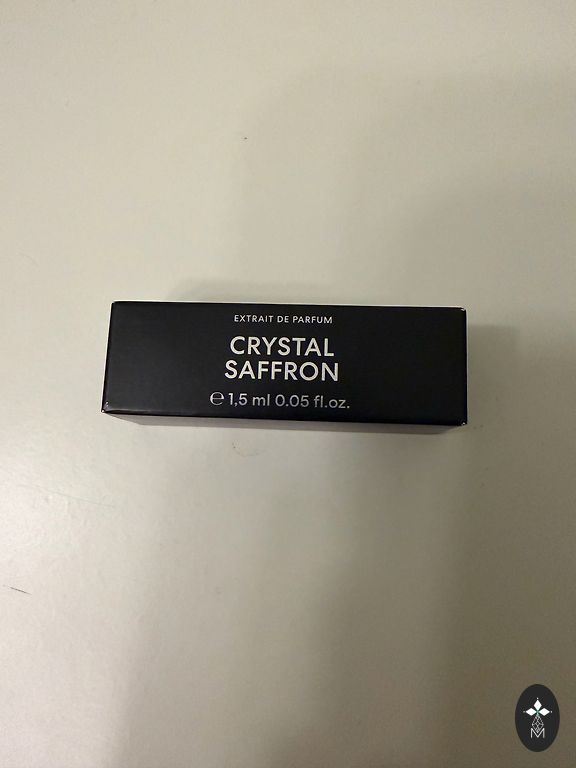 EXTRAIT DE PARFUM
CRYSTAL
SAFFRON
℮ 1,5 ml 0.05 fl.oz.
M